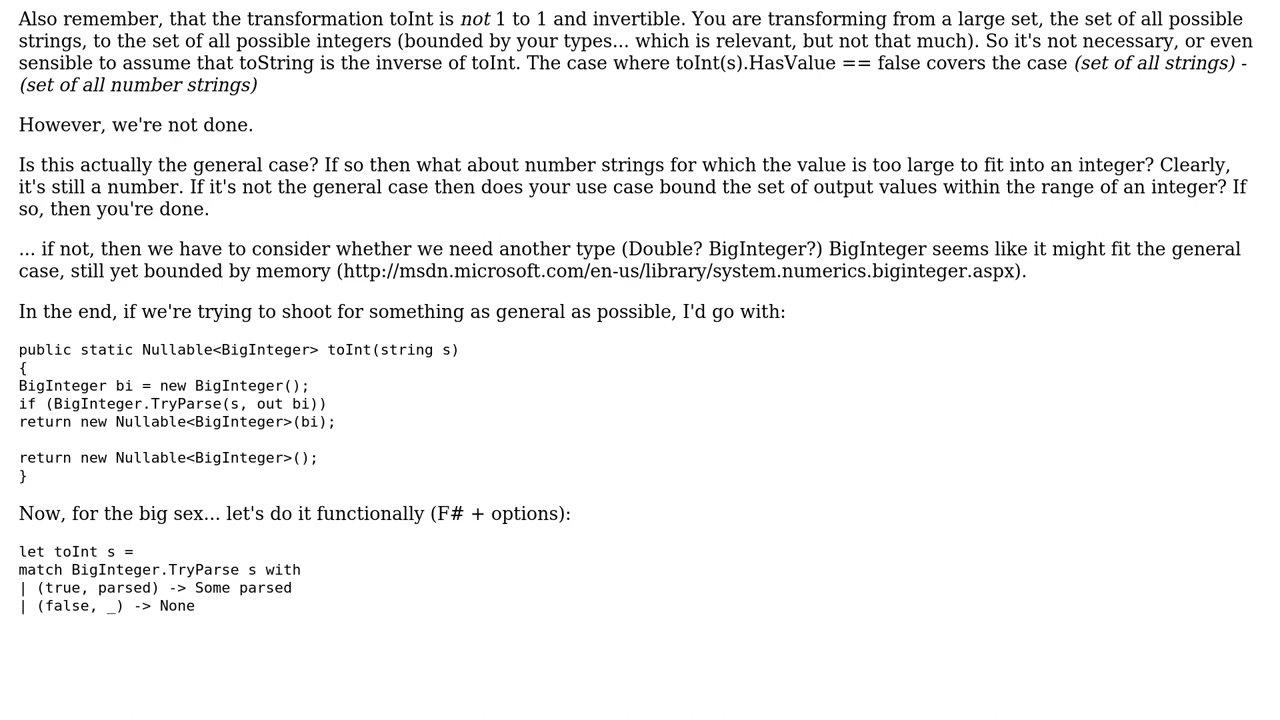 Also remember, that the transformation toInt is not 1 to 1 and invertible. You are transforming from a large set, the set of all possible
strings, to the set of all possible integers (bounded by your types... which is relevant, but not that much). So it's not necessary, or even
sensible to assume that toString is the inverse of toInt. The case where toInt(s).HasValue == false covers the case (set of all strings) -
(set of all number strings)
However, we're not done.
Is this actually the general case? If so then what about number strings for which the value is too large to fit into an integer? Clearly,
it's still a number. If it's not the general case then does your use case bound the set of output values within the range of an integer? If
so, then you're done.
... if not, then we have to consider whether we need another type (Double? BigInteger?) BigInteger seems like it might fit the general
case, still yet bounded by memory (http://msdn.microsoft.com/en-us/library/system.numerics.biginteger.aspx).
In the end, if we're trying to shoot for something as general as possible, I'd go with:
public static Nullable<BigInteger> toInt(string s)
{
BigInteger bi = new BigInteger();
if (BigInteger.TryParse(s, out bi))
return new Nullable<BigInteger>(bi);
return new Nullable<BigInteger>();
}
Now, for the big sex... let's do it functionally (F# + options):
let toInt s =
match BigInteger.TryParse s with
| (true, parsed) -> Some parsed
| (false, _) -> None